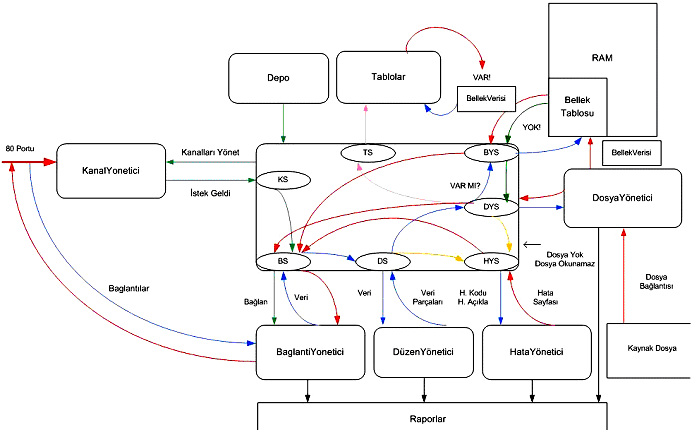 RAM
Depo
Tablolar
VAR!
BellekVerisi
Bellek
Tablosu
YOK!
80 Portu
KanalYonetici
Kanalları Yönet
İstek Geldi
TS
BYS
BellekVerisi
KS
VAR MI?
DYS
DosyaYönetici
BS
DS
HYS
Dosya Yok
Dosya Okunamaz
Baglantılar
Bağlan
Veri
Veri
Veri
Parçaları
H. Kodu
H. Açıkla
Hata
Sayfası
Dosya
Bağlantısı
BaglantiYonetici
DüzenYönetici
HataYönetici
Kaynak Dosya
Raporlar